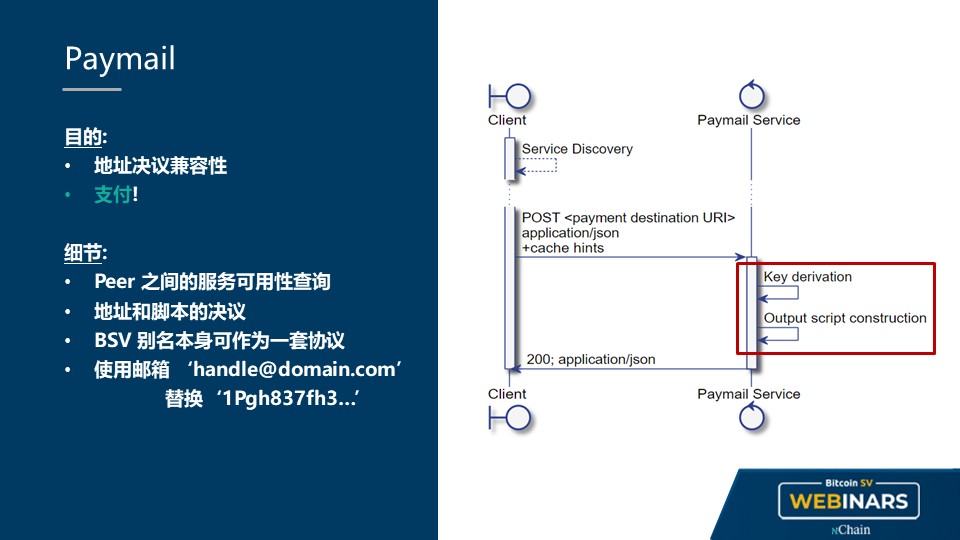 Paymail
目的:
• 地址决议兼容性
• 支付!
细节:
• Peer 之间的服务可用性查询
• 地址和脚本的决议
• BSV 别名本身可作为一套协议
• 使用邮箱 ‘handle@domain.com’
替换 ‘1Pgh837fh3…’
Client
Paymail Service
Service Discovery
POST <payment destination URI>
application/json
+cache hints
Key derivation
Output script construction
200; application/json
Client
Paymail Service
Bitcoin SV
WEBINARS
nChain